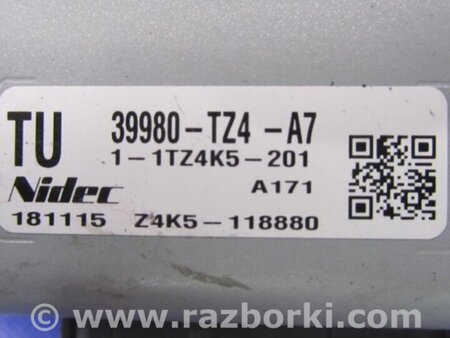 TU 39980-TZ4-A7
1-1TZ4K5-201
Nidec A171
181115 Z4K5-118880
© www.razborki.com